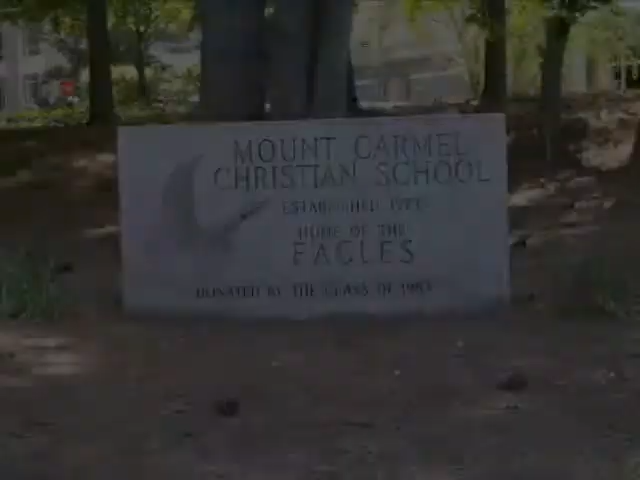 MOUNT CARMEL
CHRISTIAN SCHOOL
ESTABLISHED
HOME OF THE
EAGLES
DONATED BY THE CLASS OF